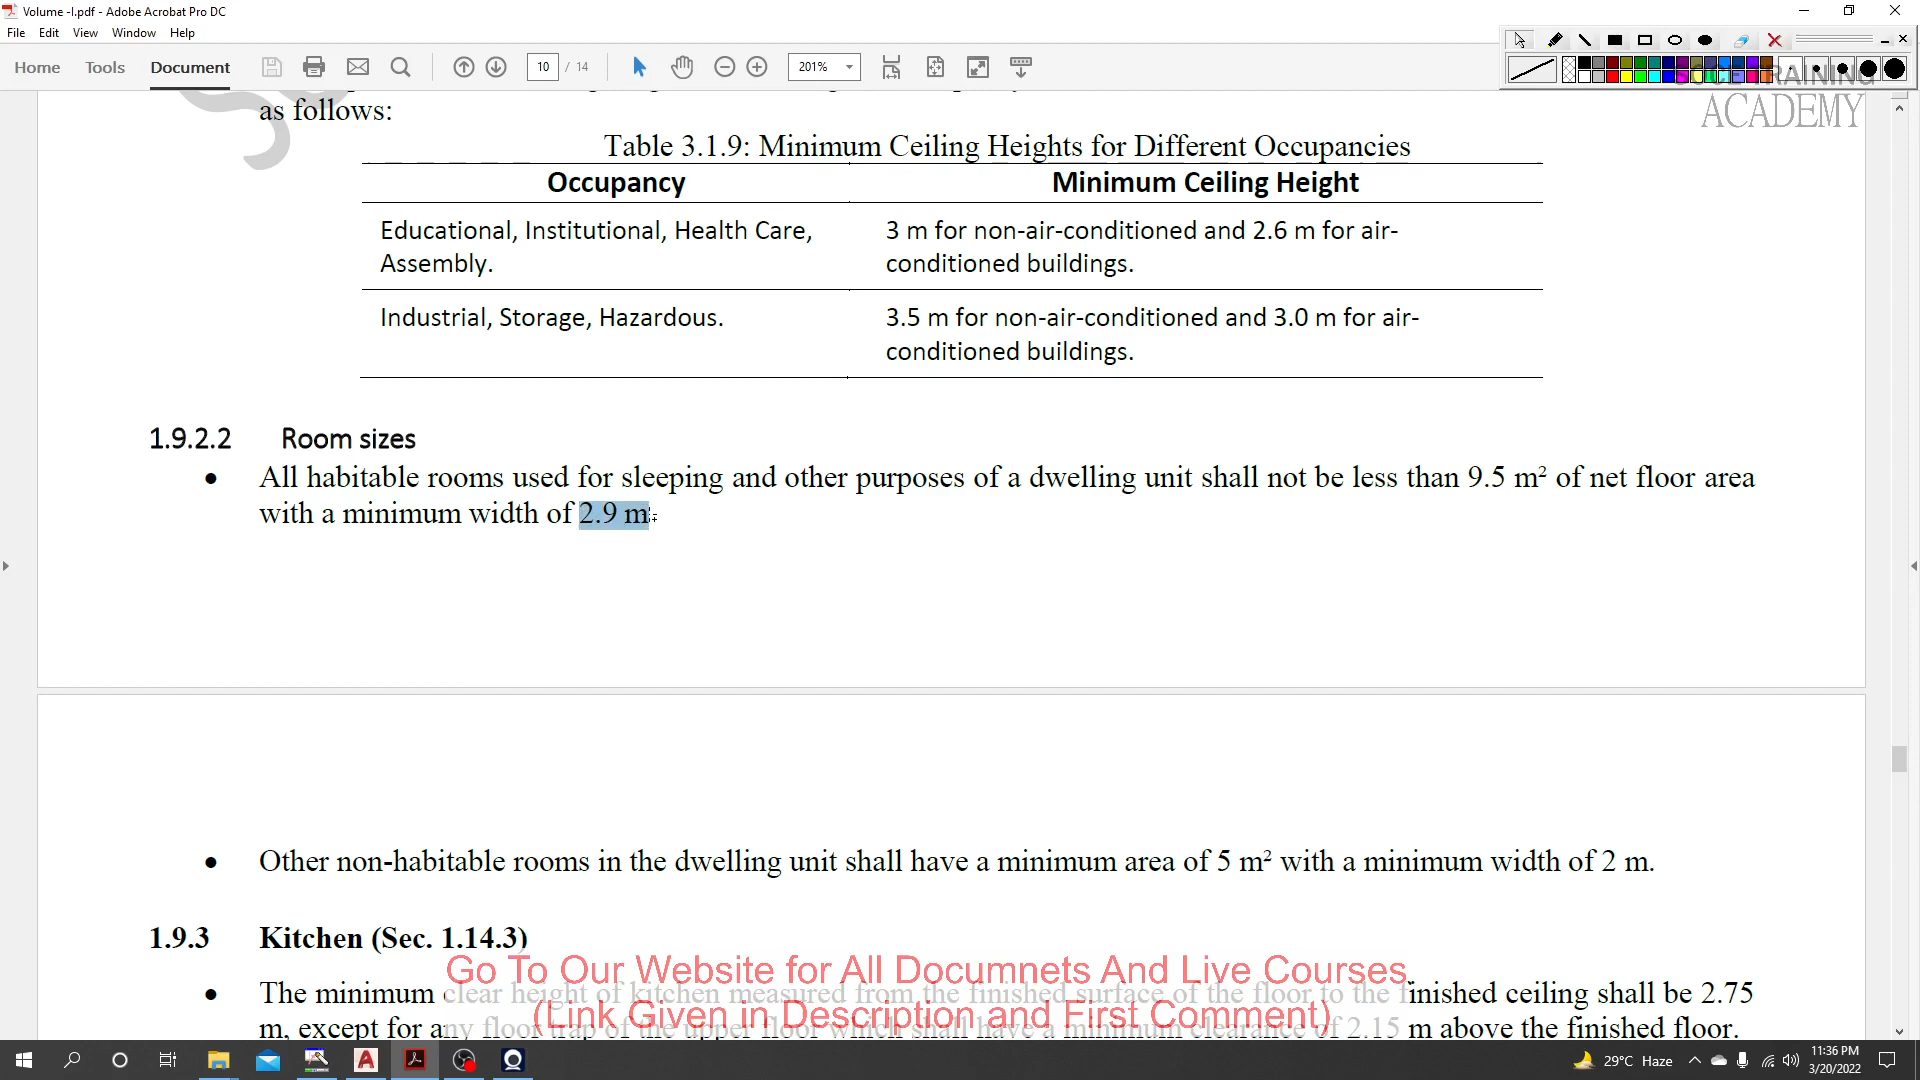 Volume -I.pdf - Adobe Acrobat Pro DC
File Edit View Window Help
Home Tools Document 10 / 14 201%
TRAINING
ACADEMY
as follows:
Table 3.1.9: Minimum Ceiling Heights for Different Occupancies
Occupancy Minimum Ceiling Height
Educational, Institutional, Health Care, 3 m for non-air-conditioned and 2.6 m for air-
Assembly. conditioned buildings.
Industrial, Storage, Hazardous. 3.5 m for non-air-conditioned and 3.0 m for air-
conditioned buildings.
1.9.2.2 Room sizes
• All habitable rooms used for sleeping and other purposes of a dwelling unit shall not be less than 9.5 m² of net floor area
with a minimum width of 2.9 m.
• Other non-habitable rooms in the dwelling unit shall have a minimum area of 5 m² with a minimum width of 2 m.
1.9.3 Kitchen (Sec. 1.14.3)
Go To Our Website for All Documnets And Live Courses
• The minimum clear height of kitchen measured from the finished surface of the floor to the finished ceiling shall be 2.75
(Link Given in Description and First Comment)
m, except for any floor trap of the upper floor which shall have a minimum clearance of 2.15 m above the finished floor.
29°C Haze 11:36 PM
3/20/2022